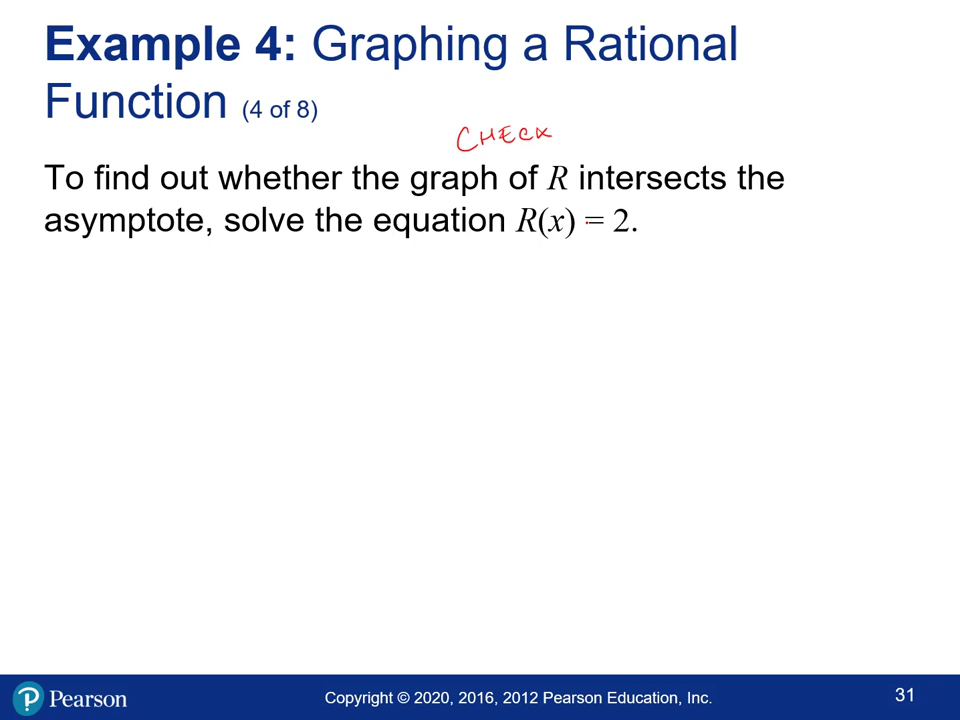 Example 4: Graphing a Rational
Function (4 of 8)
CHECK
To find out whether the graph of R intersects the
asymptote, solve the equation R(x) = 2.
Pearson
Copyright © 2020, 2016, 2012 Pearson Education, Inc.
31